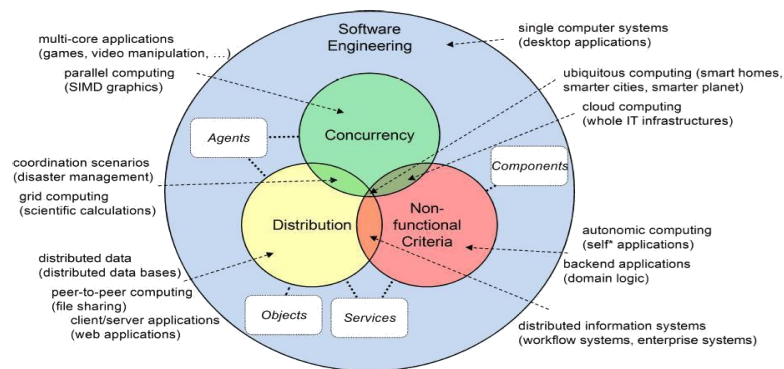 Software
Engineering
multi-core applications
(games, video manipulation, …)
parallel computing
(SIMD graphics)
single computer systems
(desktop applications)
ubiquitous computing (smart homes,
smarter cities, smarter planet)
cloud computing
(whole IT infrastructures)
Agents
Concurrency
Components
coordination scenarios
(disaster management)
grid computing
(scientific calculations)
Distribution
Non-
functional
Criteria
autonomic computing
(self* applications)
backend applications
(domain logic)
distributed data
(distributed data bases)
peer-to-peer computing
(file sharing)
client/server applications
(web applications)
Objects
Services
distributed information systems
(workflow systems, enterprise systems)